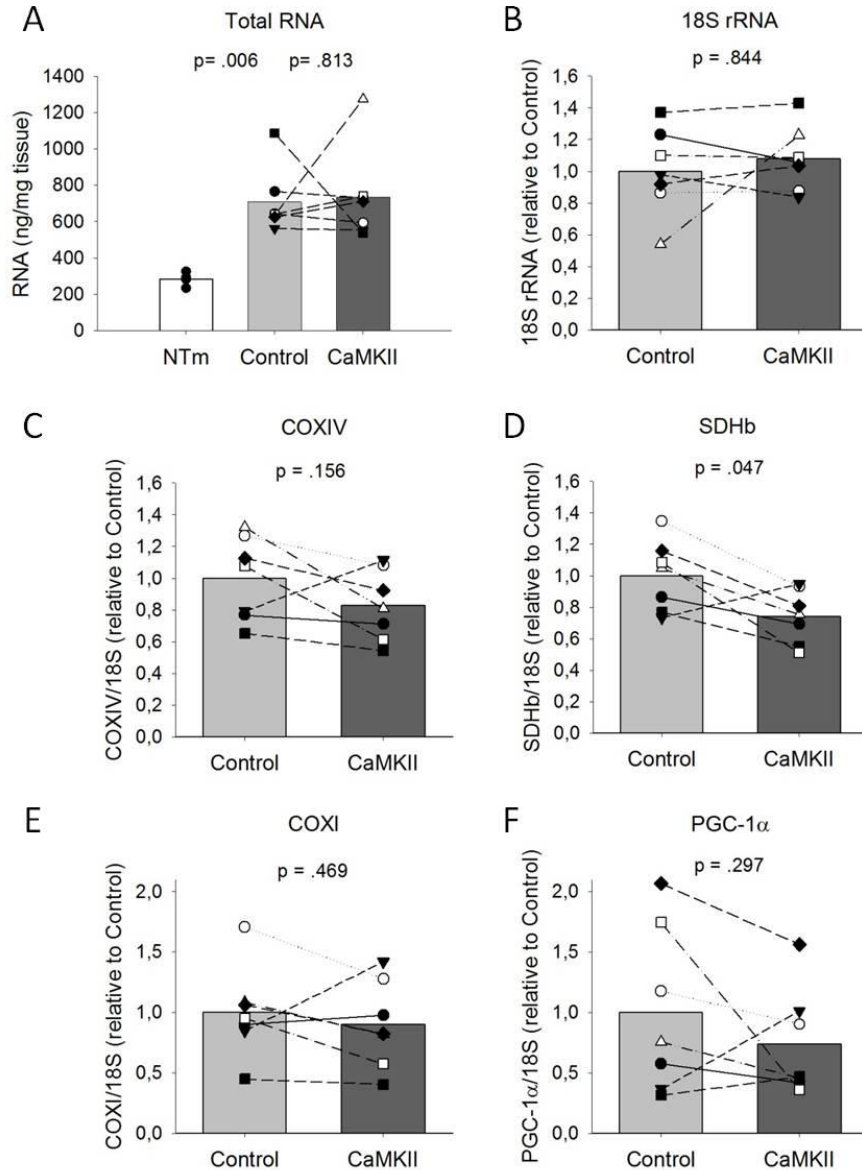 A
Total RNA
p= .006 p= .813
RNA (ng/mg tissue)
1400
1200
1000
800
600
400
200
0
NTm Control CaMKII
B
18S rRNA
p = .844
18S rRNA (relative to Control)
1,6
1,4
1,2
1,0
0,8
0,6
0,4
0,2
0,0
Control CaMKII
C
COXIV
p = .156
COXIV/18S (relative to Control)
1,6
1,4
1,2
1,0
0,8
0,6
0,4
0,2
0,0
Control CaMKII
D
SDHb
p = .047
SDHb/18S (relative to Control)
1,6
1,4
1,2
1,0
0,8
0,6
0,4
0,2
0,0
Control CaMKII
E
COXI
p = .469
COXI/18S (relative to Control)
2,0
1,5
1,0
0,5
0,0
Control CaMKII
F
PGC-1α
p = .297
PGC-1α/18S (relative to Control)
2,0
1,5
1,0
0,5
0,0
Control CaMKII